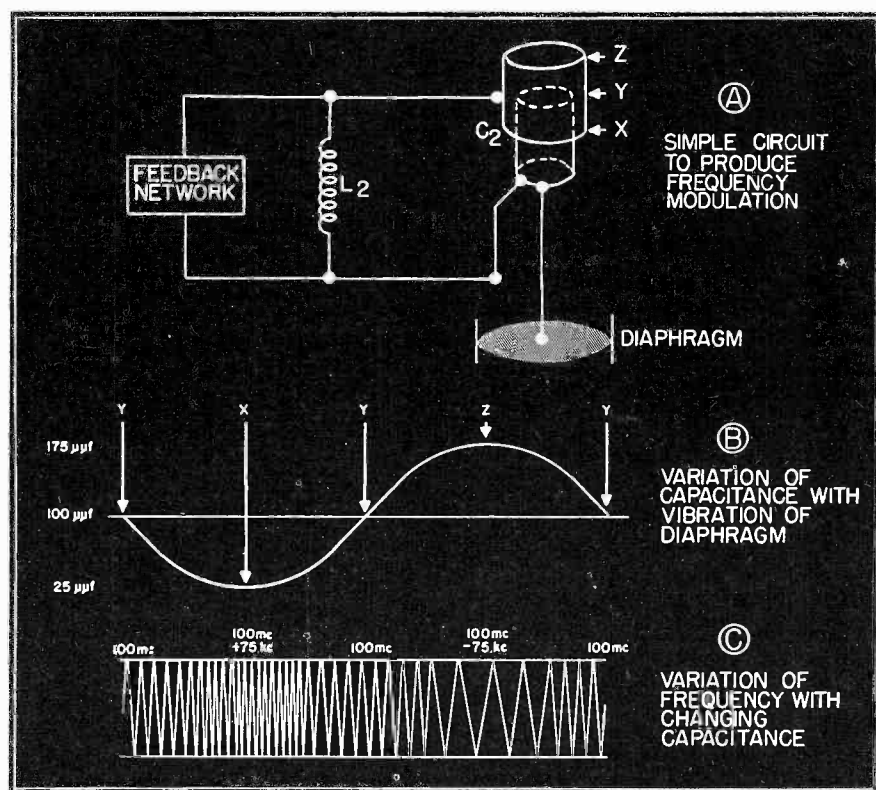 Z
Y
X
C2
FEEDBACK
NETWORK
L2
DIAPHRAGM
A
SIMPLE CIRCUIT
TO PRODUCE
FREQUENCY
MODULATION
Y X Y Z Y
175 μμf
100 μμf
25 μμf
B
VARIATION OF
CAPACITANCE WITH
VIBRATION OF
DIAPHRAGM
100mc
100mc
+75,kc
100mc
100mc
-75,kc
100mc
C
VARIATION OF
FREQUENCY WITH
CHANGING
CAPACITANCE